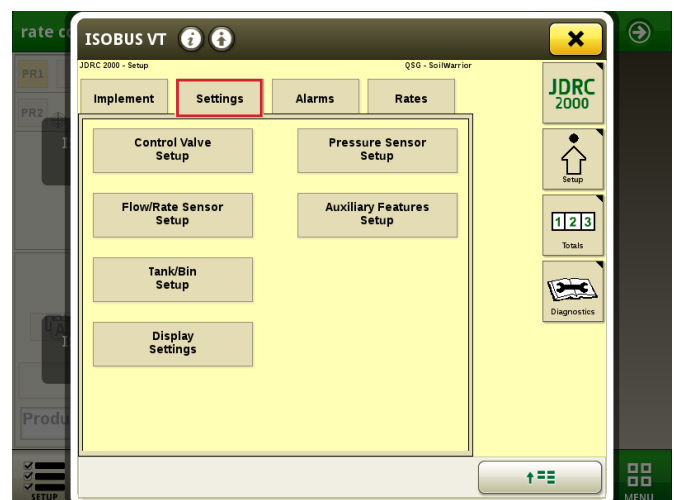 rate co
ISOBUS VT
JDRC 2000 - Setup
QSG - SoilWarrior
PR1
PR2
Implement
Settings
Alarms
Rates
JDRC
2000
Control Valve
Setup
Pressure Sensor
Setup
Setup
Flow/Rate Sensor
Setup
Auxiliary Features
Setup
1 2 3
Totals
Tank/Bin
Setup
Diagnostics
Display
Settings
Produ
SETUP
MENU